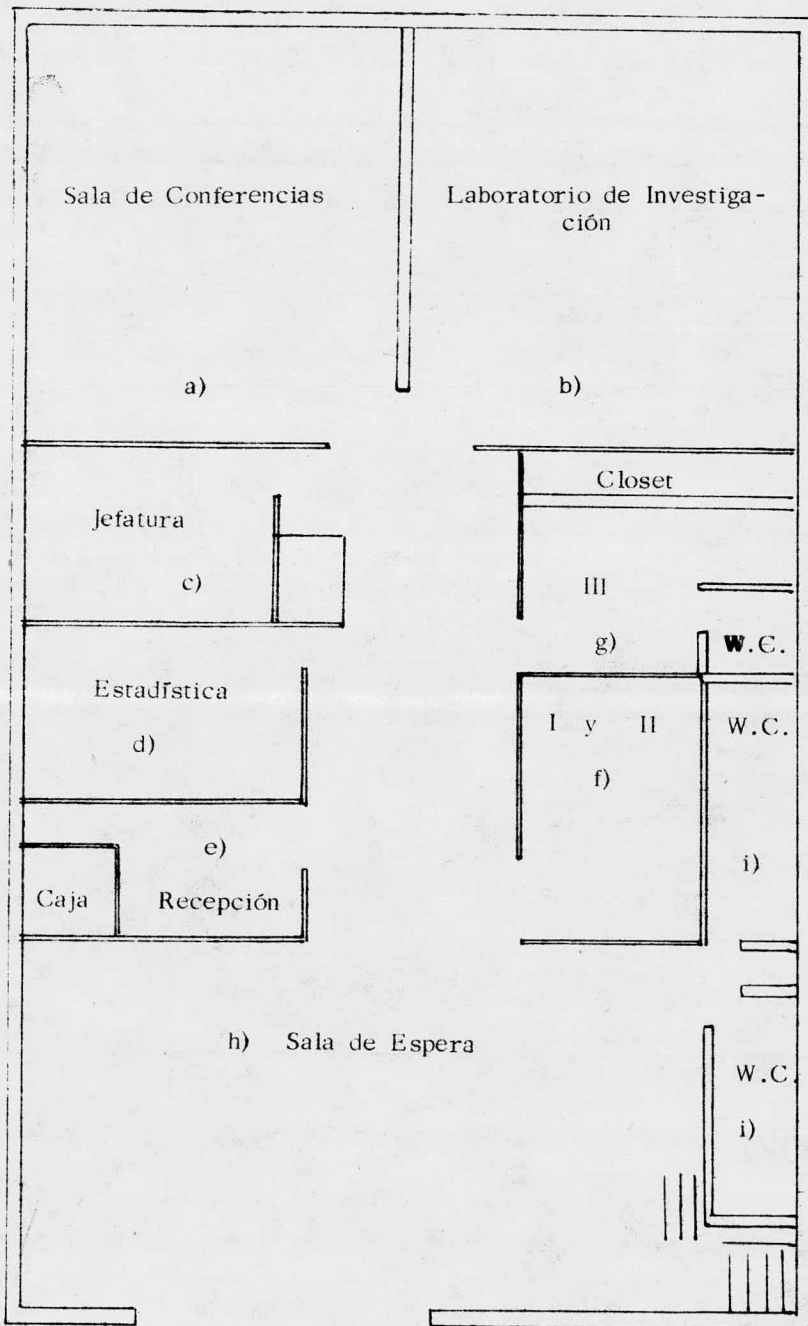 Sala de Conferencias
Laboratorio de Investiga-
ción
a)
b)
Jefatura
c)
Closet
III
g)
W.C.
Estadística
d)
I y II
f)
W.C.
i)
e)
Caja
Recepción
h) Sala de Espera
W.C.
i)